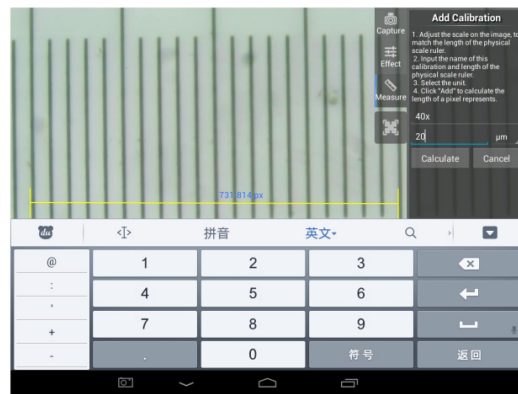 Add Calibration
Capture
1. Adjust the scale on the image, to
match the length of the physical
scale ruler.
2. Input the name of this
calibration and length of the
physical scale ruler.
3. Select the unit.
4. Click "Add" to calculate the
length of a pixel represents.
Effect
Measure
40x
20
μm
Calculate
Cancel
731.814 px
du
拼音
英文
@
1
2
3
:
4
5
6
,
+
7
8
9
-
.
0
符号
返回